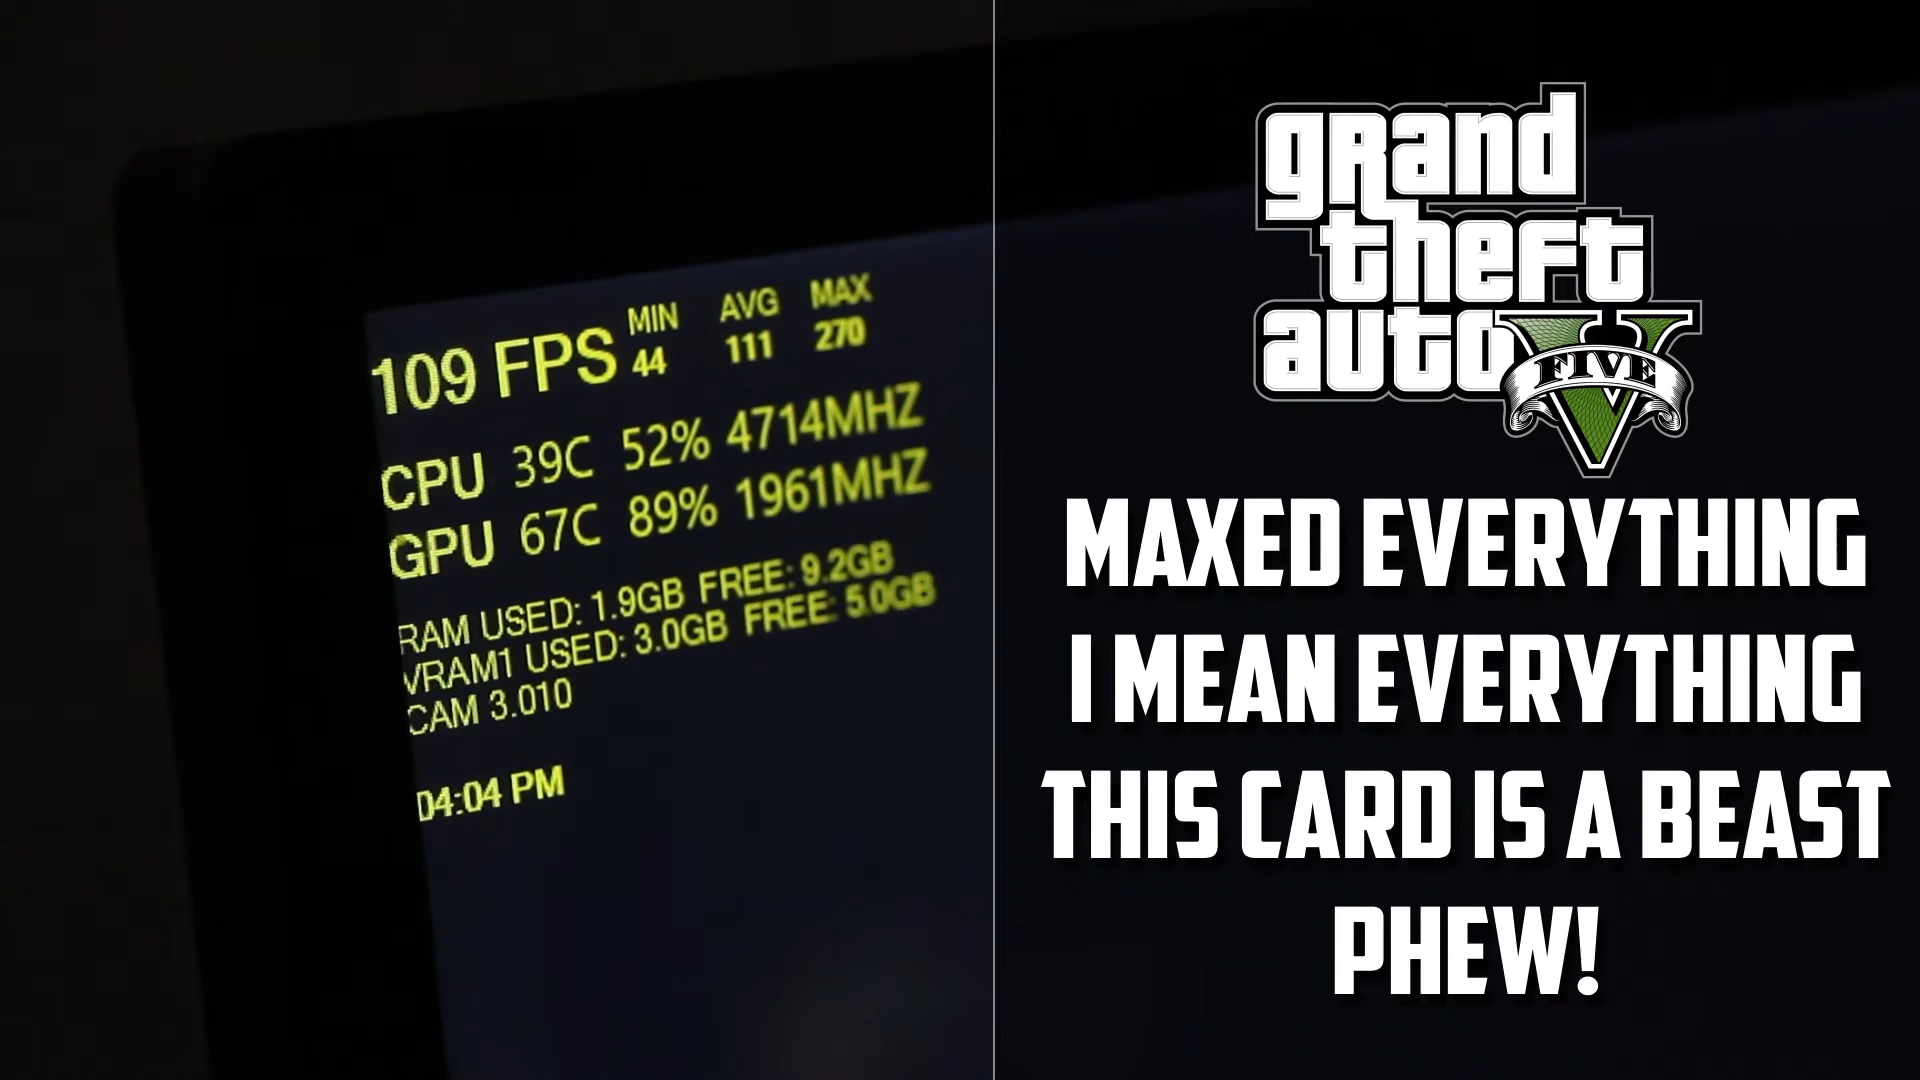 109 FPS MIN AVG MAX
44 111 270
CPU 39C 52% 4714MHZ
GPU 67C 89% 1961MHZ
RAM USED: 1.9GB FREE: 9.2GB
VRAM1 USED: 3.0GB FREE: 5.0GB
CAM 3.010
04:04 PM
grand
theft
auto V
FIVE
MAXED EVERYTHING
I MEAN EVERYTHING
THIS CARD IS A BEAST
PHEW!